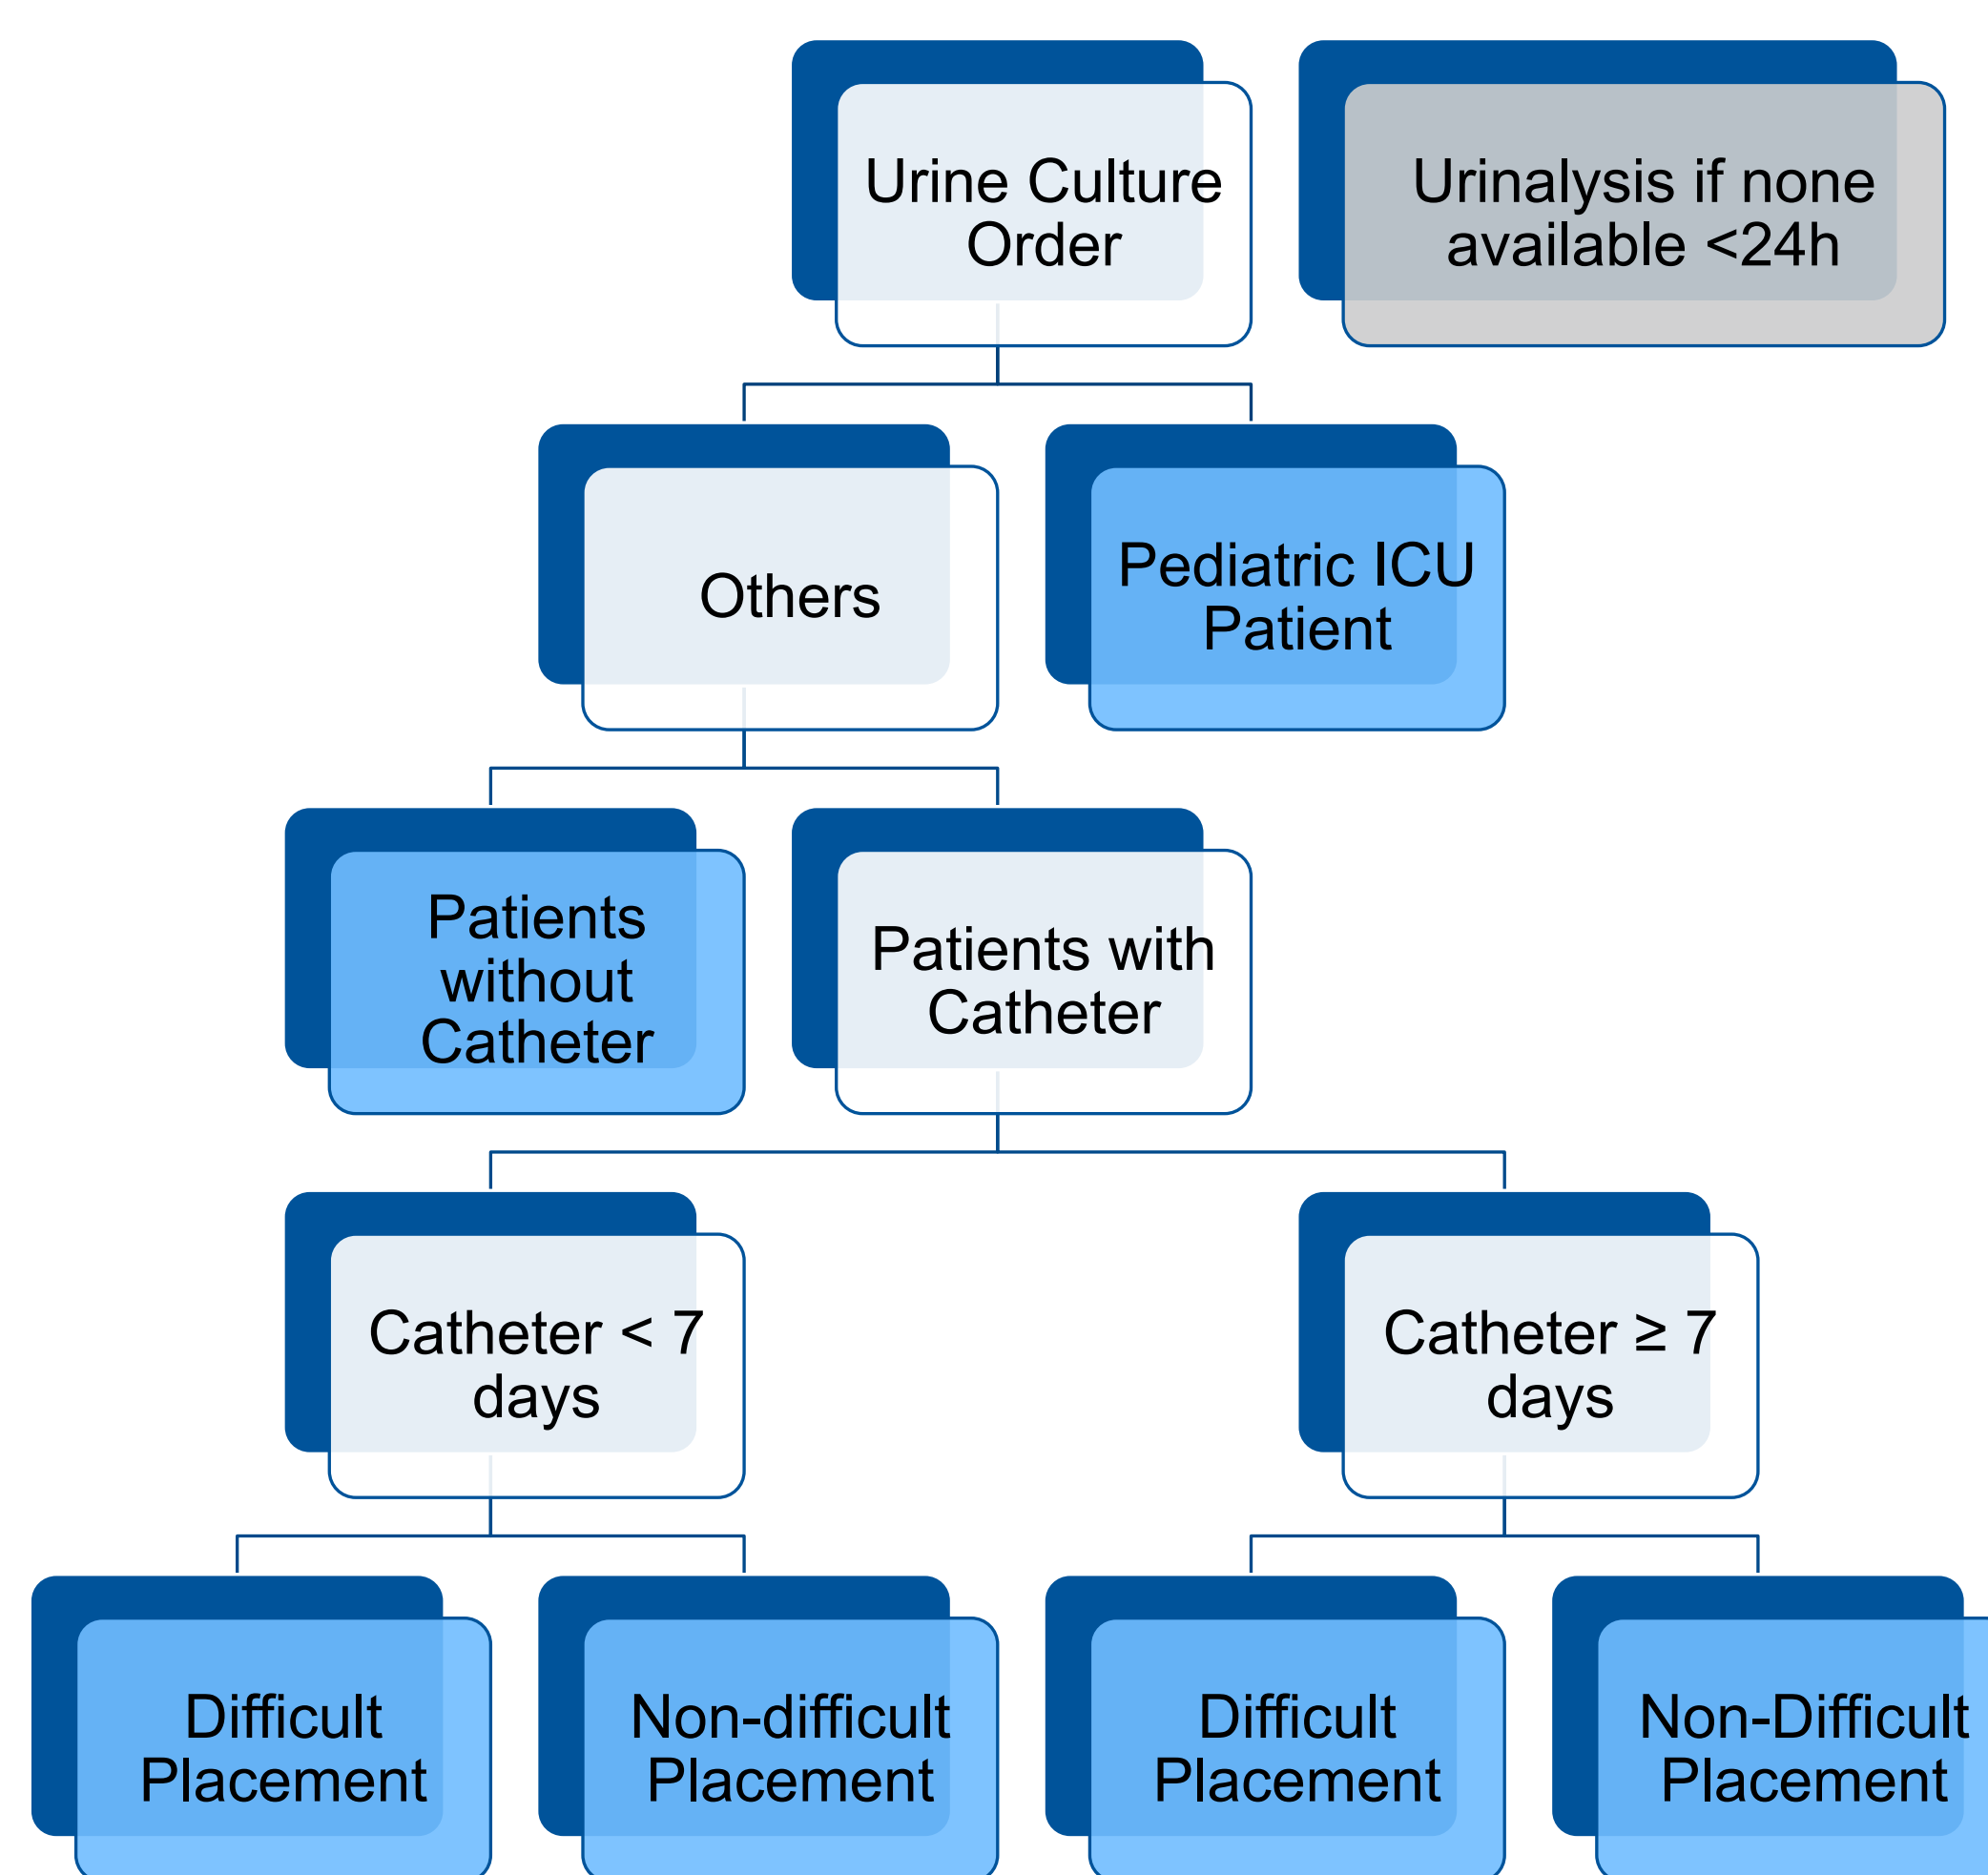 Urine Culture
Order
Urinalysis if none
available <24h
Others
Pediatric ICU
Patient
Patients
without
Catheter
Patients with
Catheter
Catheter < 7
days
Catheter ≥ 7
days
Difficult
Placement
Non-difficult
Placement
Difficult
Placement
Non-Difficult
Placement